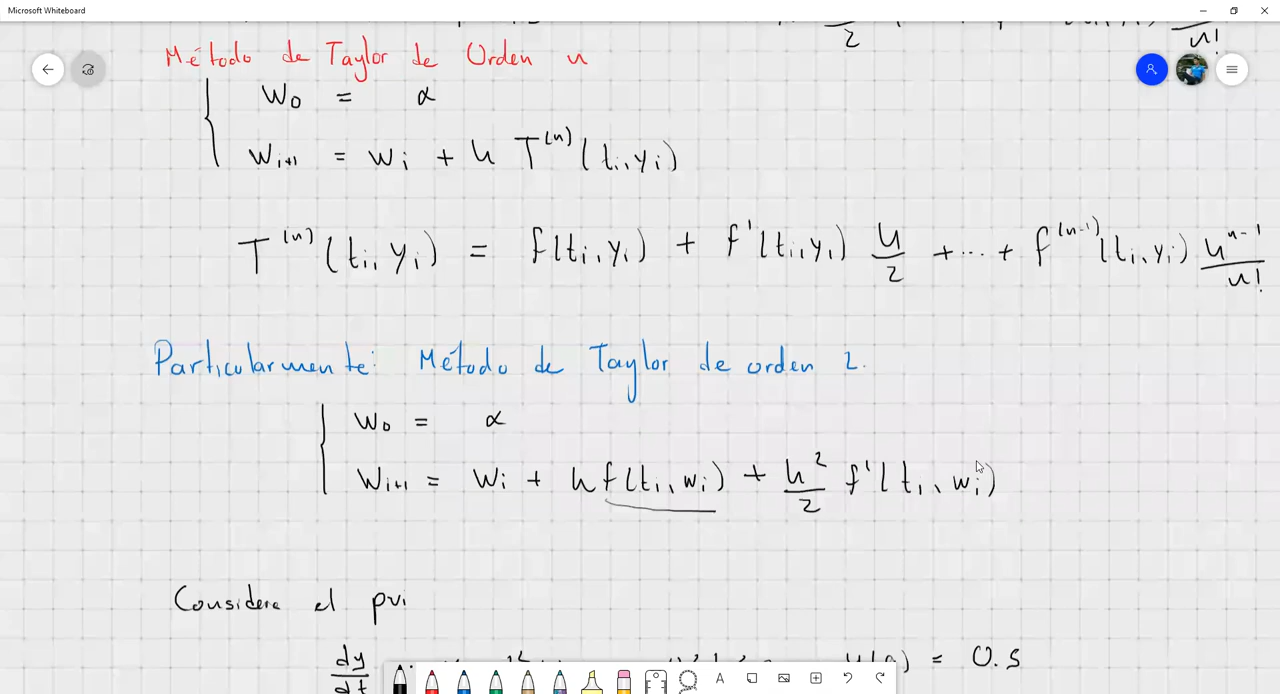 Microsoft Whiteboard
2 n!
Método de Taylor de Orden n
w₀ = α
wᵢ₊₁ = wᵢ + h T⁽ⁿ⁾(tᵢ, yᵢ)
T⁽ⁿ⁾(tᵢ, yᵢ) = f(tᵢ, yᵢ) + f'(tᵢ, yᵢ) h/2 + ... + f⁽ⁿ⁻¹⁾(tᵢ, yᵢ) hⁿ⁻¹/n!
Particularmente: Método de Taylor de orden 2.
w₀ = α
wᵢ₊₁ = wᵢ + h f(tᵢ, wᵢ) + h²/2 f'(tᵢ, wᵢ)
Considere el pvi
dy/dt = 0.5